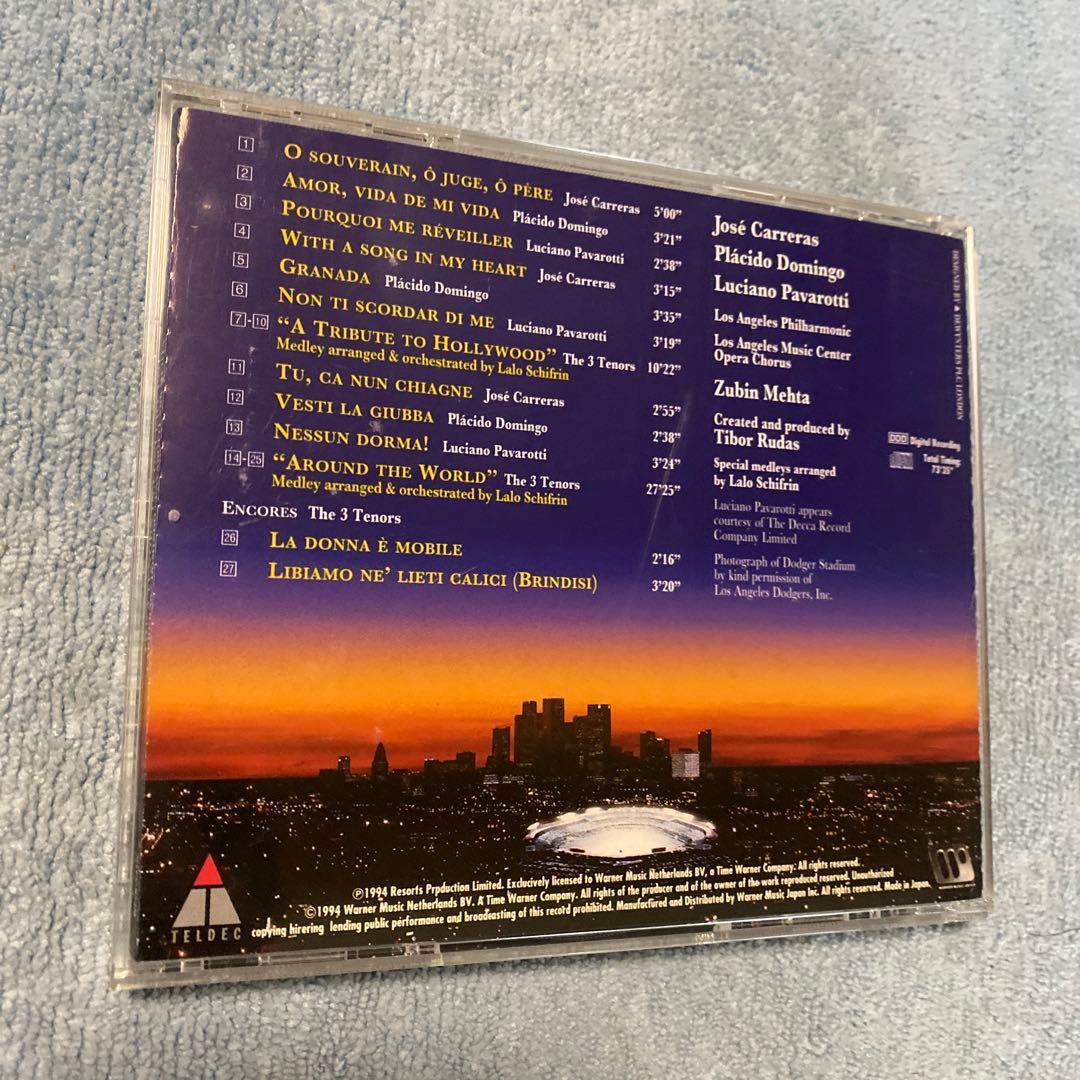 1 O SOUVERAIN, Ô JUGE, Ô PÈRE José Carreras 5'00"
2 AMOR, VIDA DE MI VIDA Plácido Domingo 3'21"
3 POURQUOI ME RÉVEILLER Luciano Pavarotti 2'38"
4 WITH A SONG IN MY HEART José Carreras 3'15"
5 GRANADA Plácido Domingo 3'35"
6 NON TI SCORDAR DI ME Luciano Pavarotti 3'19"
7-10 "A TRIBUTE TO HOLLYWOOD" The 3 Tenors 10'22"
Medley arranged & orchestrated by Lalo Schifrin
11 TU, CA NUN CHIAGNE José Carreras 2'55"
12 VESTI LA GIUBBA Plácido Domingo 2'38"
13 NESSUN DORMA! Luciano Pavarotti 3'24"
14-25 "AROUND THE WORLD" The 3 Tenors 27'25"
Medley arranged & orchestrated by Lalo Schifrin
ENCORES The 3 Tenors
26 LA DONNA È MOBILE 2'16"
27 LIBIAMO NE' LIETI CALICI (BRINDISI) 3'20"
José Carreras
Plácido Domingo
Luciano Pavarotti
Los Angeles Philharmonic
Los Angeles Music Center
Opera Chorus
Zubin Mehta
Created and produced by
Tibor Rudas
Special medleys arranged
by Lalo Schifrin
Luciano Pavarotti appears
courtesy of The Decca Record
Company Limited
Photograph of Dodger Stadium
by kind permission of
Los Angeles Dodgers, Inc.
DDD Digital Recording
Total Timing:
73'25"
DESIGNED BY DEWYNTERS PLC LONDON
℗1994 Resorts Prpduction Limited. Exclucively licensed to Warner Music Netherlands BV, a Time Warner Company. All rights reserved.
©1994 Warner Music Netherlands BV. A Time Warner Company. All rights of the producer and of the owner of tho work reproduced reserved. Unauthorized
copying hirering lending public performance and broadcasting of this record prohibited. Manufactured and Distributed by Warner Music Japan Inc. All rights reserved. Made in Japan.
TELDEC